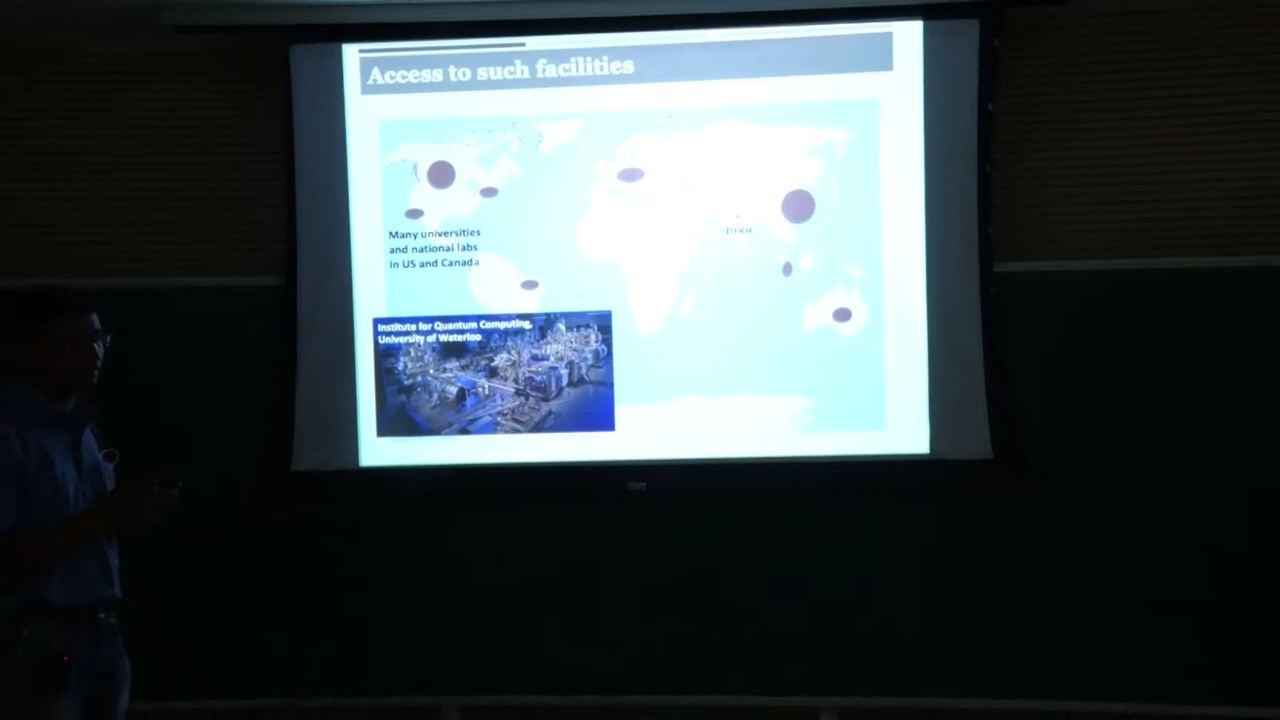 Access to such facilities
Many universities
and national labs
in US and Canada
TIFRH
Institute for Quantum Computing,
University of Waterloo